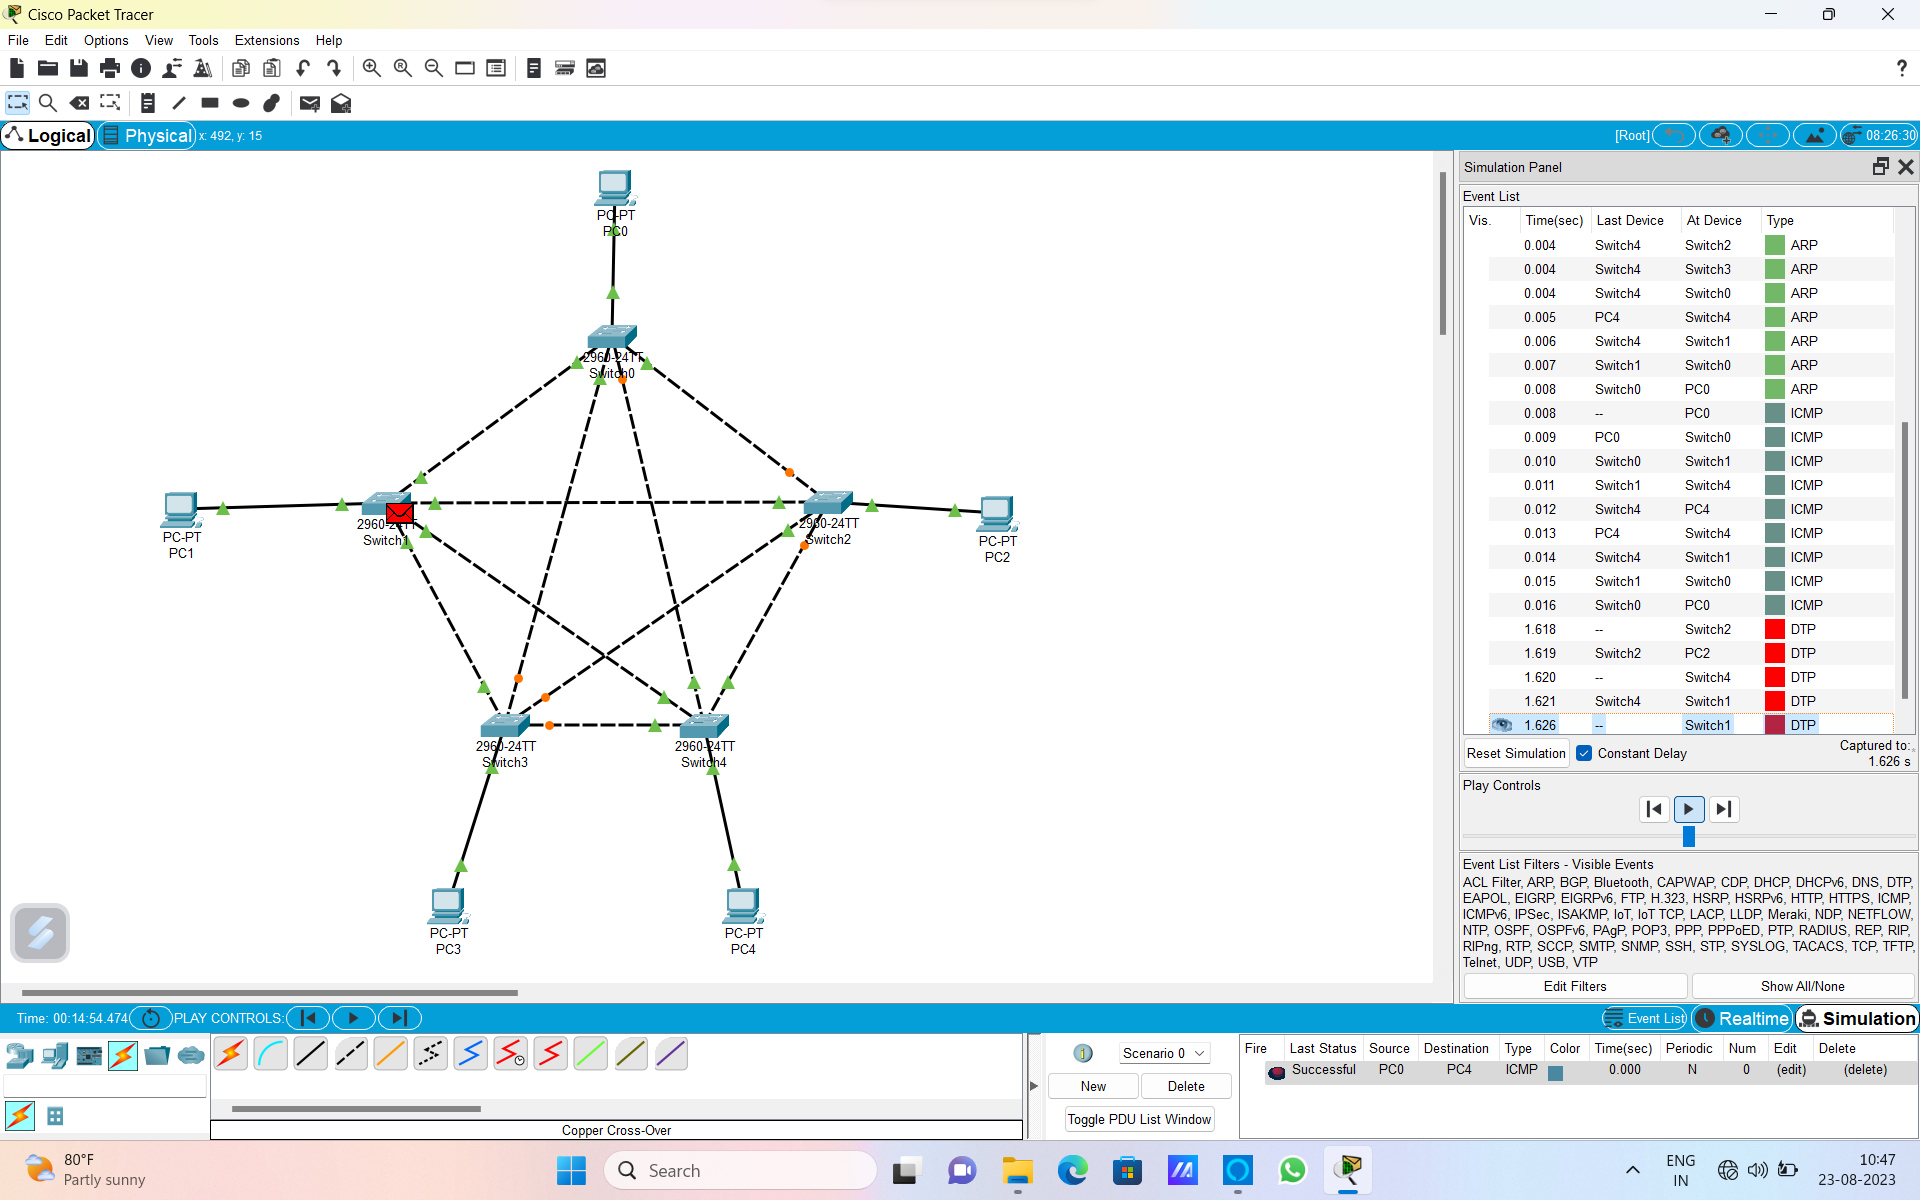 Cisco Packet Tracer
File Edit Options View Tools Extensions Help
Logical Physical x: 492, y: 15 [Root] 08:26:30
PC-PT
PC0
2960-24TT
Switch0
PC-PT
PC1
2960-24TT
Switch1
2960-24TT
Switch2
PC-PT
PC2
2960-24TT
Switch3
2960-24TT
Switch4
PC-PT
PC3
PC-PT
PC4
Simulation Panel
Event List
Vis. Time(sec) Last Device At Device Type
0.004 Switch4 Switch2 ARP
0.004 Switch4 Switch3 ARP
0.004 Switch4 Switch0 ARP
0.005 PC4 Switch4 ARP
0.006 Switch4 Switch1 ARP
0.007 Switch1 Switch0 ARP
0.008 Switch0 PC0 ARP
0.008 -- PC0 ICMP
0.009 PC0 Switch0 ICMP
0.010 Switch0 Switch1 ICMP
0.011 Switch1 Switch4 ICMP
0.012 Switch4 PC4 ICMP
0.013 PC4 Switch4 ICMP
0.014 Switch4 Switch1 ICMP
0.015 Switch1 Switch0 ICMP
0.016 Switch0 PC0 ICMP
1.618 -- Switch2 DTP
1.619 Switch2 PC2 DTP
1.620 -- Switch4 DTP
1.621 Switch4 Switch1 DTP
1.626 -- Switch1 DTP
Reset Simulation Constant Delay Captured to:
1.626 s
Play Controls
Event List Filters - Visible Events
ACL Filter, ARP, BGP, Bluetooth, CAPWAP, CDP, DHCP, DHCPv6, DNS, DTP,
EAPOL, EIGRP, EIGRPv6, FTP, H.323, HSRP, HSRPv6, HTTP, HTTPS, ICMP,
ICMPv6, IPSec, ISAKMP, IoT, IoT TCP, LACP, LLDP, Meraki, NDP, NETFLOW,
NTP, OSPF, OSPFv6, PAgP, POP3, PPP, PPPoED, PTP, RADIUS, REP, RIP,
RIPng, RTP, SCCP, SMTP, SNMP, SSH, STP, SYSLOG, TACACS, TCP, TFTP,
Telnet, UDP, USB, VTP
Edit Filters Show All/None
Time: 00:14:54.474 PLAY CONTROLS: Event List Realtime Simulation
Copper Cross-Over
Scenario 0
New Delete
Toggle PDU List Window
Fire Last Status Source Destination Type Color Time(sec) Periodic Num Edit Delete
Successful PC0 PC4 ICMP 0.000 N 0 (edit) (delete)
80°F
Partly sunny
Search
ENG
IN
10:47
23-08-2023